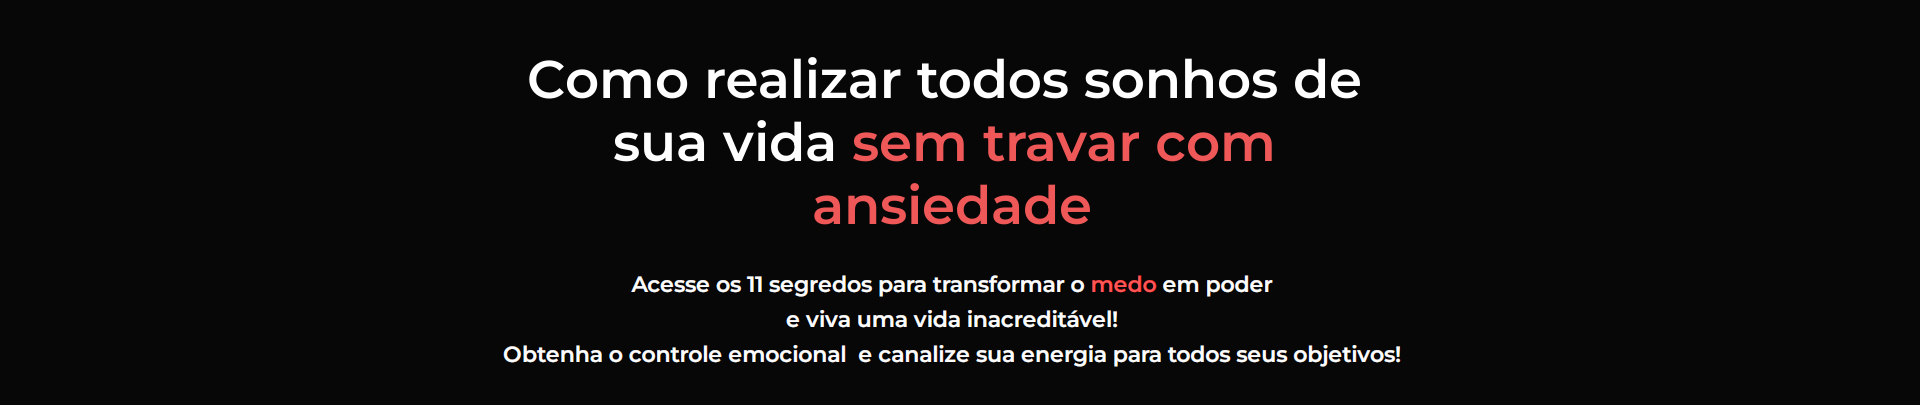 Como realizar todos sonhos de
sua vida sem travar com
ansiedade
Acesse os 11 segredos para transformar o medo em poder
e viva uma vida inacreditável!
Obtenha o controle emocional  e canalize sua energia para todos seus objetivos!